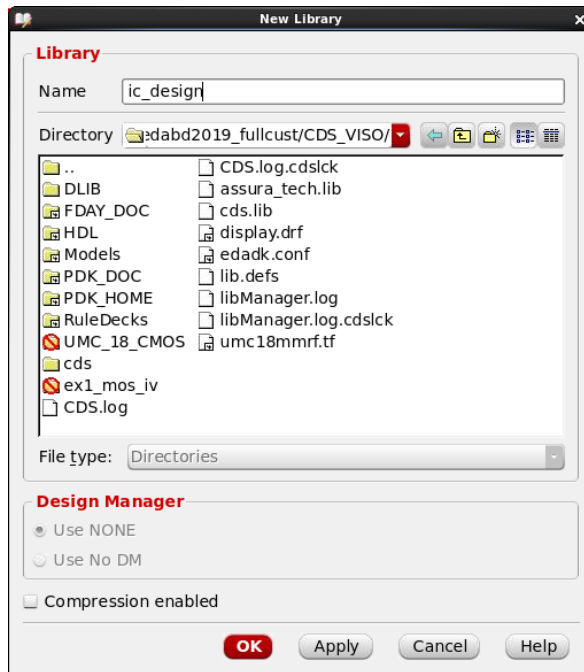 New Library
Library
Name ic_design
Directory edabd2019_fullcust/CDS_VISO/
..
DLIB
FDAY_DOC
HDL
Models
PDK_DOC
PDK_HOME
RuleDecks
UMC_18_CMOS
cds
ex1_mos_iv
CDS.log
CDS.log.cdslck
assura_tech.lib
cds.lib
display.drf
edadk.conf
lib.defs
libManager.log
libManager.log.cdslck
umc18mmrf.tf
File type: Directories
Design Manager
Use NONE
Use No DM
Compression enabled
OK Apply Cancel Help